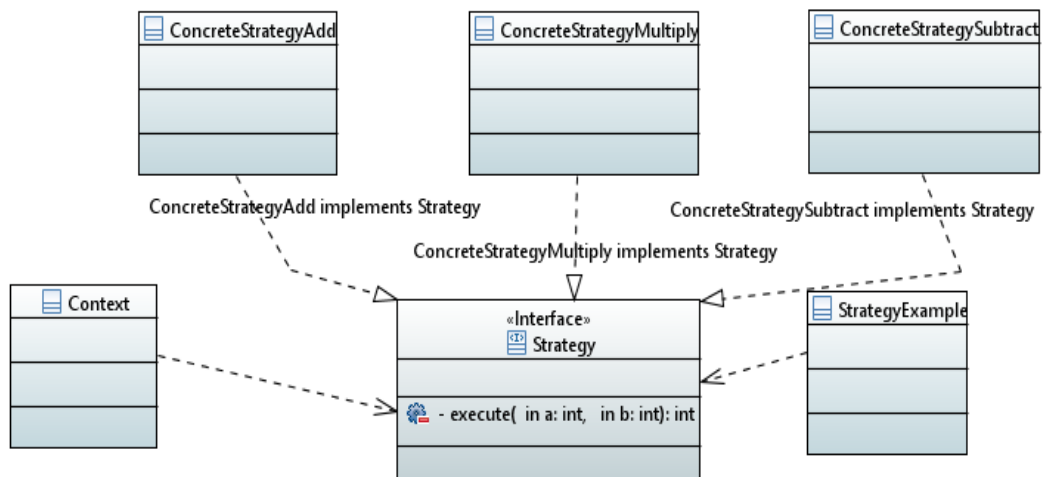 ConcreteStrategyAdd
ConcreteStrategyMultiply
ConcreteStrategySubtract
ConcreteStrategyAdd implements Strategy
ConcreteStrategySubtract implements Strategy
ConcreteStrategyMultiply implements Strategy
Context
«Interface»
Strategy
- execute( in a: int, in b: int): int
StrategyExample